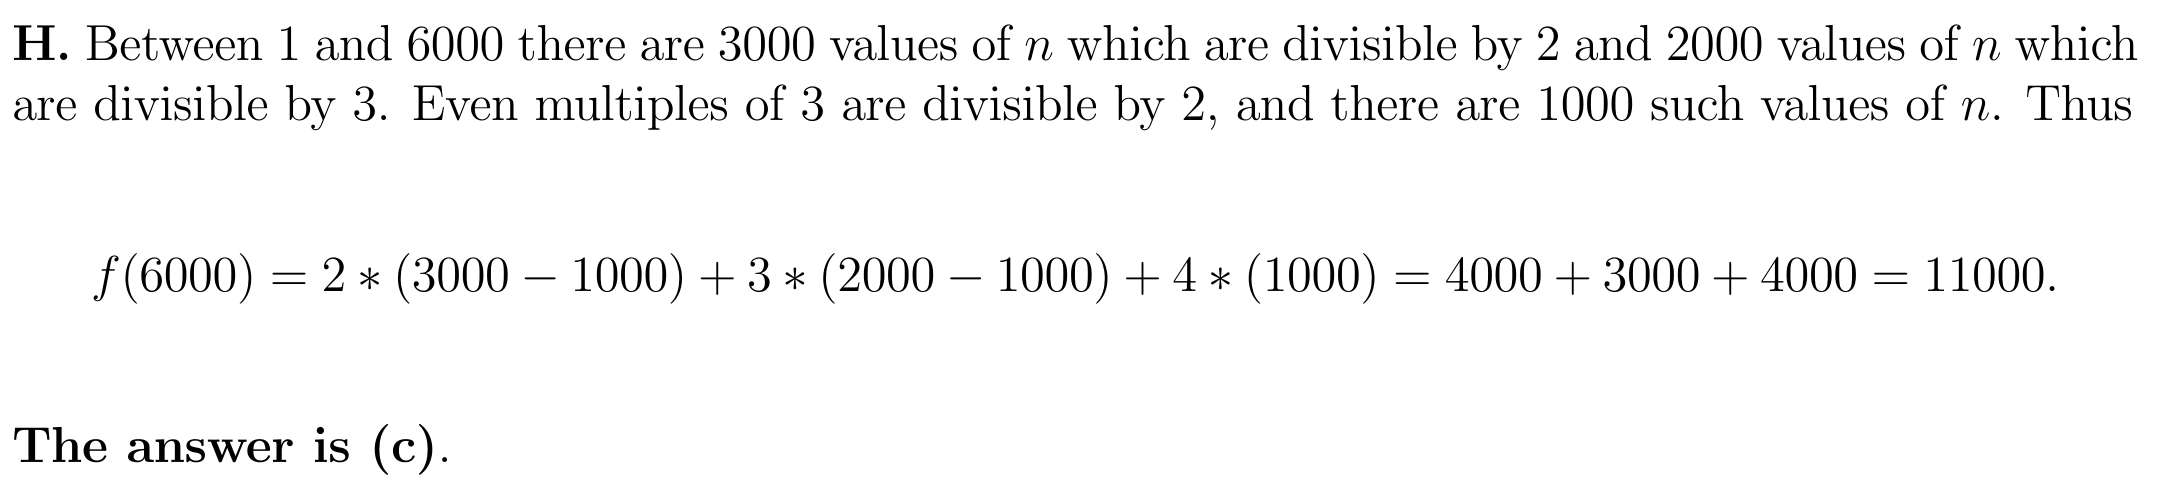 H. Between 1 and 6000 there are 3000 values of n which are divisible by 2 and 2000 values of n which
are divisible by 3. Even multiples of 3 are divisible by 2, and there are 1000 such values of n. Thus
f(6000) = 2 ∗ (3000 − 1000) + 3 ∗ (2000 − 1000) + 4 ∗ (1000) = 4000 + 3000 + 4000 = 11000.
The answer is (c).